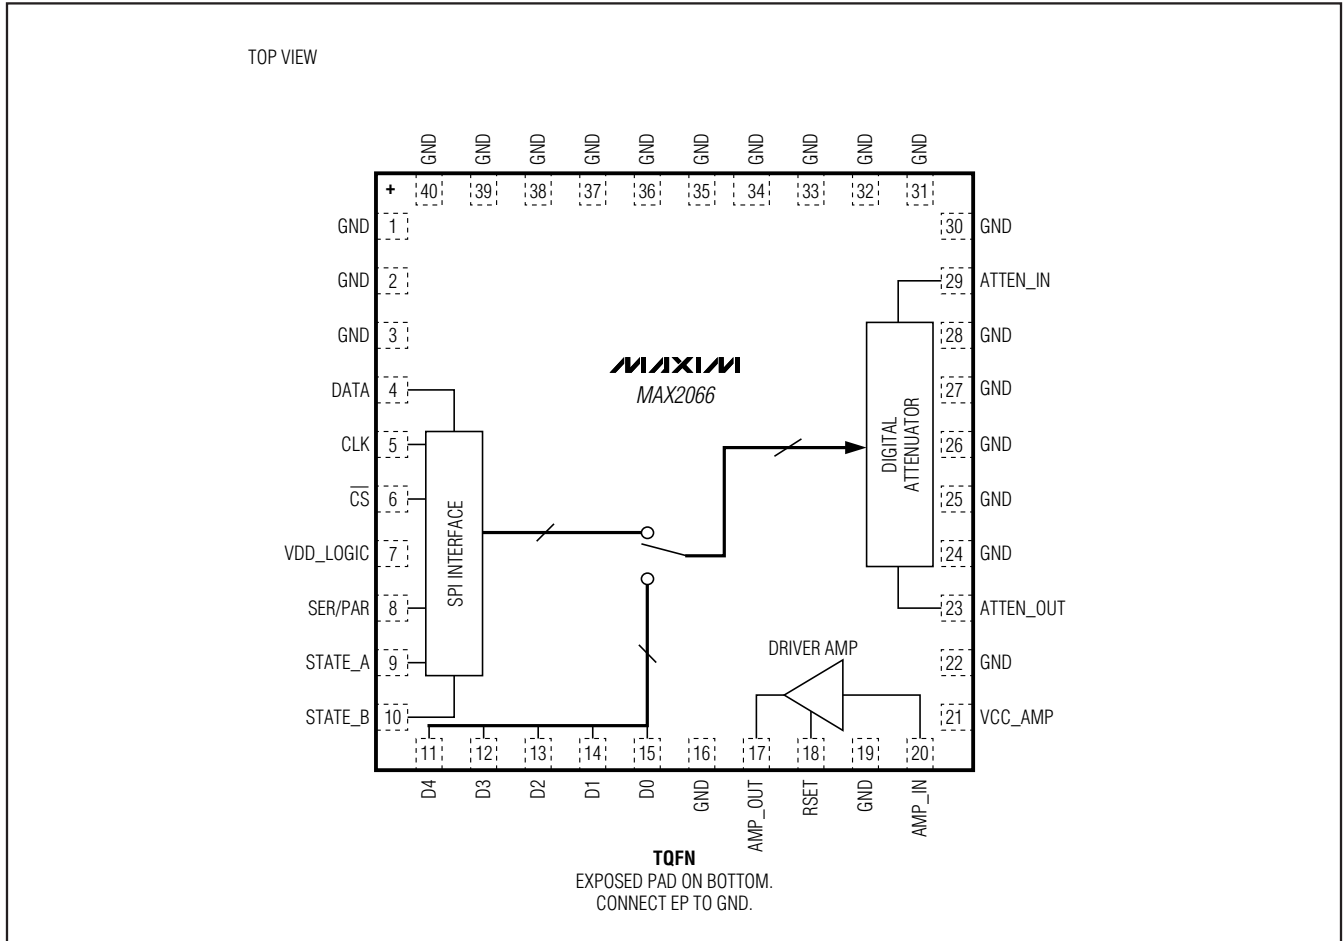 TOP VIEW
GND GND GND GND GND GND GND GND GND GND
+ 40 39 38 37 36 35 34 33 32 31
GND 1
GND 2
GND 3
DATA 4
CLK 5
CS 6
VDD_LOGIC 7
SER/PAR 8
STATE_A 9
STATE_B 10
SPI INTERFACE
MAXIM
MAX2066
DIGITAL
ATTENUATOR
DRIVER AMP
30 GND
29 ATTEN_IN
28 GND
27 GND
26 GND
25 GND
24 GND
23 ATTEN_OUT
22 GND
21 VCC_AMP
11 12 13 14 15 16 17 18 19 20
D4 D3 D2 D1 D0 GND AMP_OUT RSET GND AMP_IN
TQFN
EXPOSED PAD ON BOTTOM.
CONNECT EP TO GND.